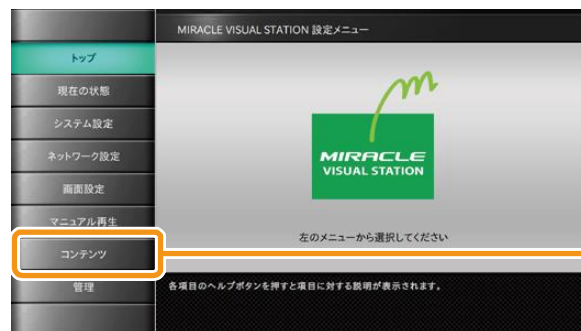 MIRACLE VISUAL STATION 設定メニュー
トップ
現在の状態
システム設定
ネットワーク設定
画面設定
マニュアル再生
コンテンツ
管理
MIRACLE
VISUAL STATION
左のメニューから選択してください
各項目のヘルプボタンを押すと項目に対する説明が表示されます。